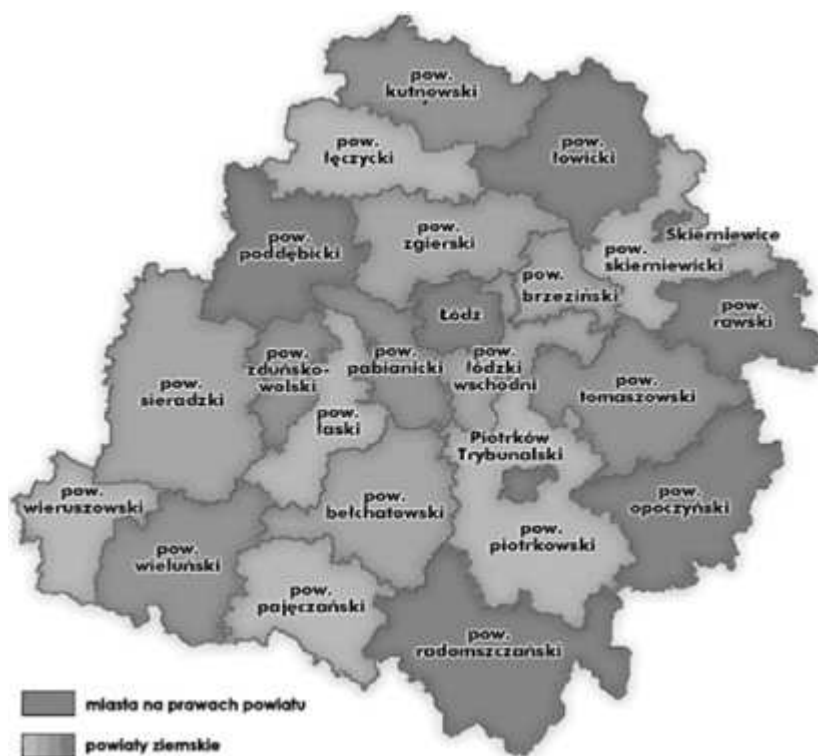 pow.
kutnowski
pow.
łęczycki
pow.
łowicki
pow.
zgierski
pow.
poddębicki
Skierniewice
pow.
skierniewicki
pow.
brzeziński
Łódź
pow.
rawski
pow.
zduńsko-
wolski
pow.
pabianicki
pow.
łódzki
wschodni
pow.
sieradzki
pow.
tomaszowski
pow.
łaski
Piotrków
Trybunalski
pow.
wieruszowski
pow.
bełchatowski
pow.
opoczyński
pow.
piotrkowski
pow.
wieluński
pow.
pajęczański
pow.
radomszczański
miasta na prawach powiatu
powiaty ziemskie